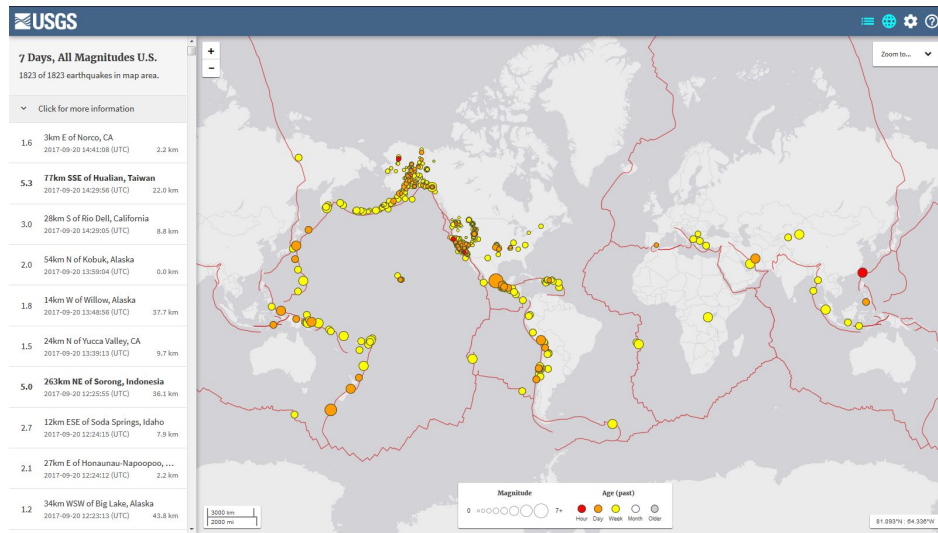 USGS
7 Days, All Magnitudes U.S.
1823 of 1823 earthquakes in map area.
Click for more information
1.6
3km E of Norco, CA
2017-09-20 14:41:08 (UTC) 2.2 km
5.3
77km SSE of Hualian, Taiwan
2017-09-20 14:29:56 (UTC) 22.0 km
3.0
28km S of Rio Dell, California
2017-09-20 14:29:05 (UTC) 8.8 km
2.0
54km N of Kobuk, Alaska
2017-09-20 13:59:04 (UTC) 0.0 km
1.8
14km W of Willow, Alaska
2017-09-20 13:48:56 (UTC) 37.7 km
1.5
24km N of Yucca Valley, CA
2017-09-20 13:39:13 (UTC) 9.7 km
5.0
263km NE of Sorong, Indonesia
2017-09-20 12:25:55 (UTC) 36.1 km
2.7
12km ESE of Soda Springs, Idaho
2017-09-20 12:24:15 (UTC) 7.9 km
2.1
27km E of Honaunau-Napoopoo, ...
2017-09-20 12:24:12 (UTC) 2.2 km
1.2
34km WSW of Big Lake, Alaska
2017-09-20 12:23:13 (UTC) 43.8 km
+
−
Zoom to...
3000 km
2000 mi
Magnitude
0 7+
Age (past)
Hour Day Week Month Older
81.093°N : 64.336°W